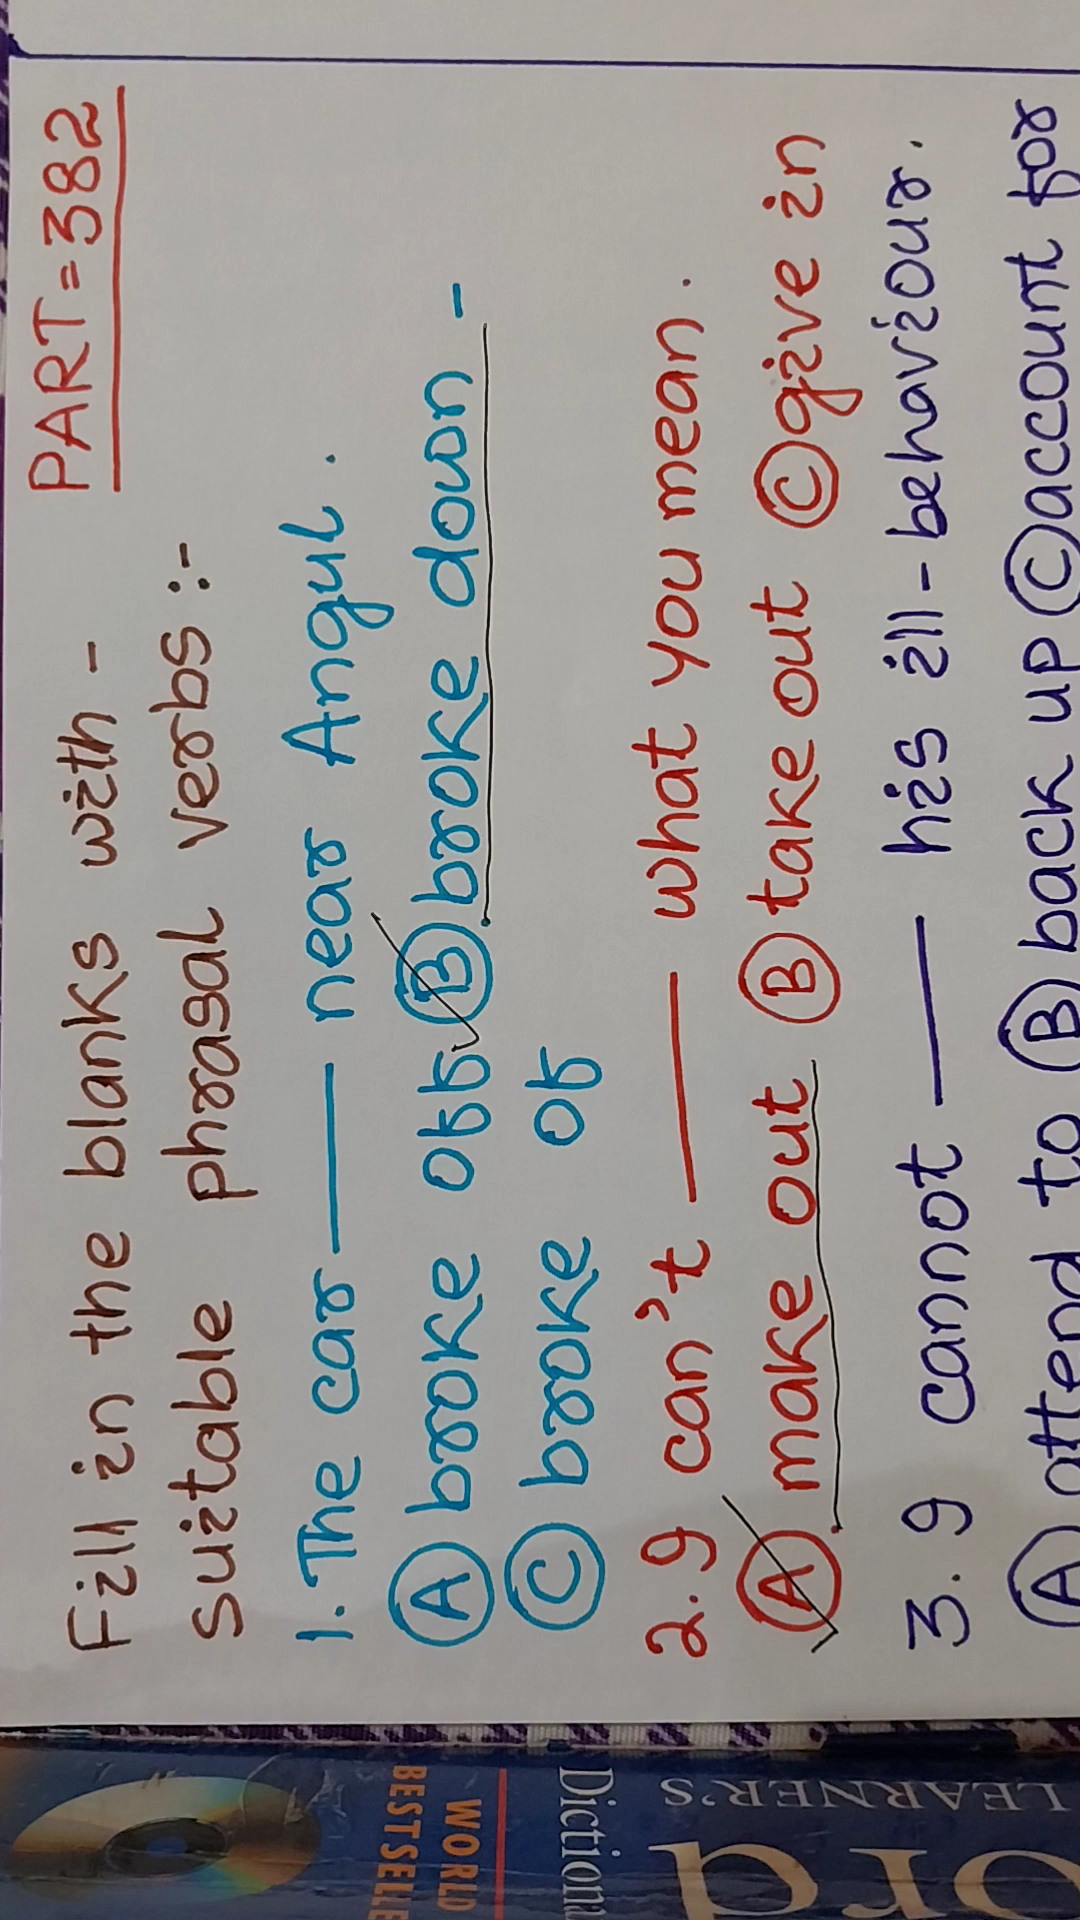 PART=382
Fill in the blanks with -
suitable phrasal verbs :-
1. The car —— near Angul.
Ⓐ broke off Ⓑ broke down -
Ⓒ broke of
2. I can't —— what you mean.
Ⓐ make out Ⓑ take out Ⓒ give in
3. I cannot —— his ill-behaviour.
Ⓐ attend to Ⓑ back up Ⓒ account for
WORLD
BESTSELLE
Dictiona
LEARNER'S